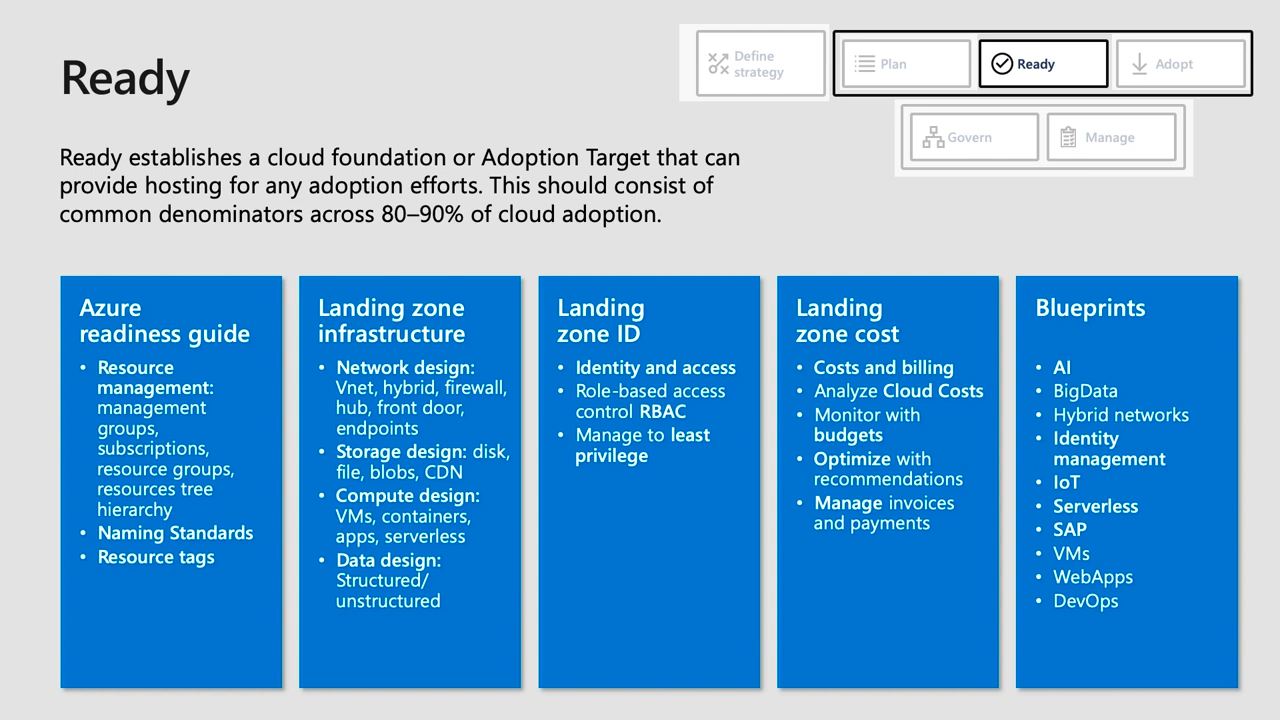 Ready
Define
strategy
Plan
Ready
Adopt
Govern
Manage
Ready establishes a cloud foundation or Adoption Target that can
provide hosting for any adoption efforts. This should consist of
common denominators across 80–90% of cloud adoption.
Azure
readiness guide
• Resource
management:
management
groups,
subscriptions,
resource groups,
resources tree
hierarchy
• Naming Standards
• Resource tags
Landing zone
infrastructure
• Network design:
Vnet, hybrid, firewall,
hub, front door,
endpoints
• Storage design: disk,
file, blobs, CDN
• Compute design:
VMs, containers,
apps, serverless
• Data design:
Structured/
unstructured
Landing
zone ID
• Identity and access
• Role-based access
control RBAC
• Manage to least
privilege
Landing
zone cost
• Costs and billing
• Analyze Cloud Costs
• Monitor with
budgets
• Optimize with
recommendations
• Manage invoices
and payments
Blueprints
• AI
• BigData
• Hybrid networks
• Identity
management
• IoT
• Serverless
• SAP
• VMs
• WebApps
• DevOps